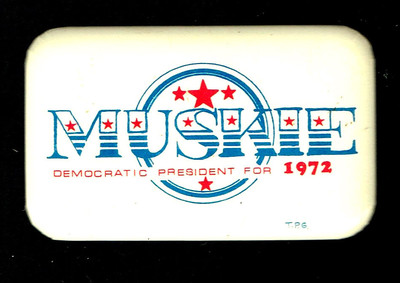 MUSKIE
DEMOCRATIC PRESIDENT FOR 1972
T.P.G.